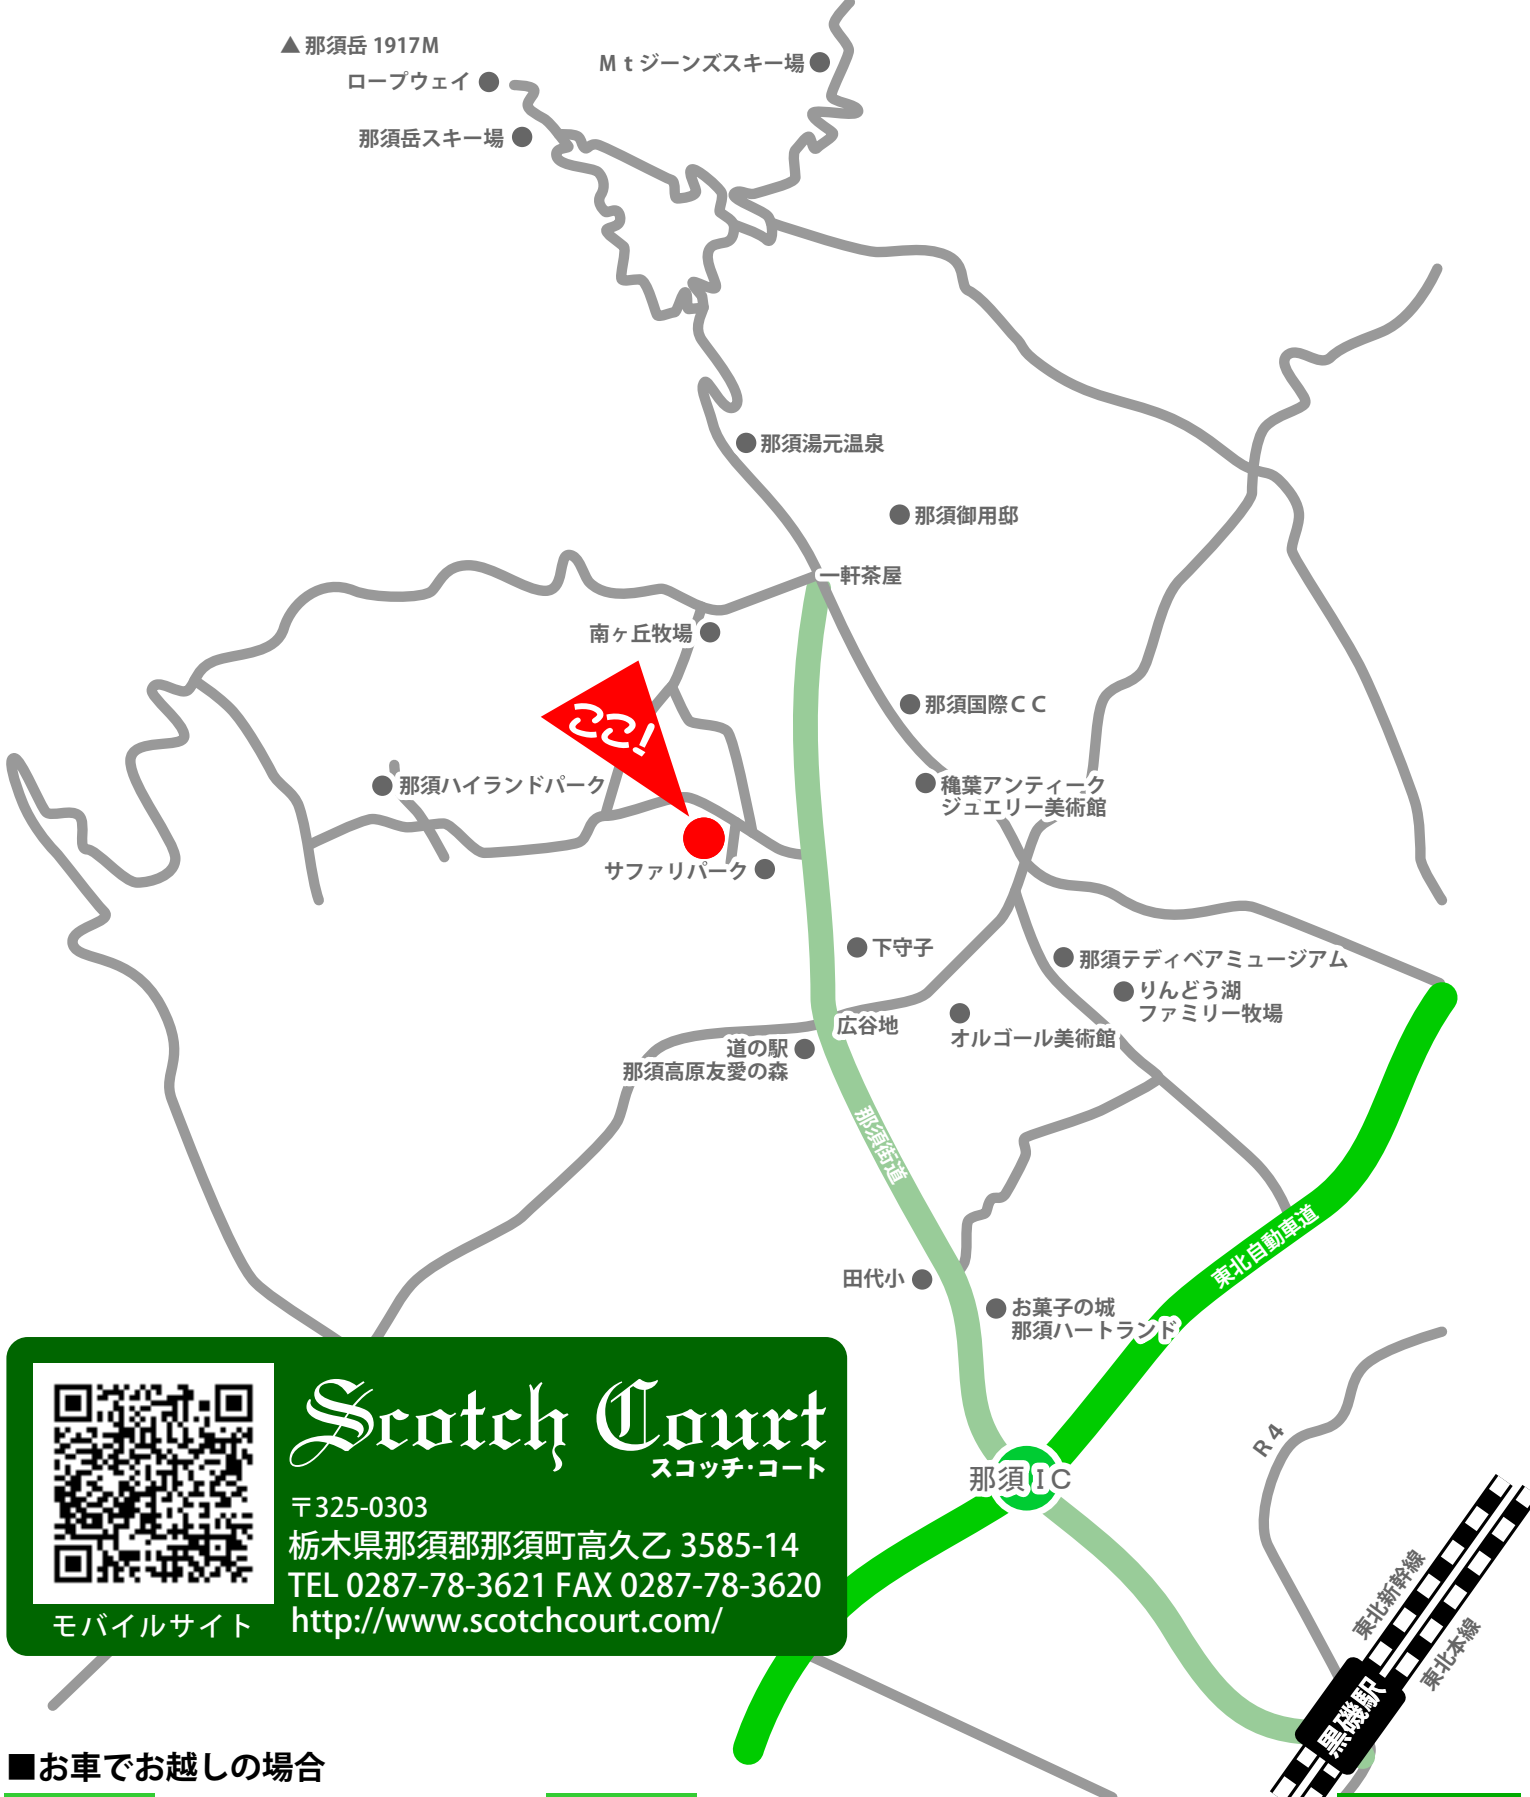 ▲那須岳 1917M
ロープウェイ
那須岳スキー場
Ｍｔジーンズスキー場
那須湯元温泉
那須御用邸
一軒茶屋
南ヶ丘牧場
ここ!
那須国際ＣＣ
那須ハイランドパーク
穐葉アンティーク
ジュエリー美術館
サファリパーク
下守子
那須テディベアミュージアム
りんどう湖
ファミリー牧場
広谷地
オルゴール美術館
道の駅
那須高原友愛の森
那須街道
東北自動車道
田代小
お菓子の城
那須ハートランド
那須IC
R4
東北新幹線
東北本線
黒磯駅
Scotch Court
スコッチ・コート
〒325-0303
栃木県那須郡那須町高久乙 3585-14
TEL 0287-78-3621 FAX 0287-78-3620
http://www.scotchcourt.com/
モバイルサイト
■お車でお越しの場合